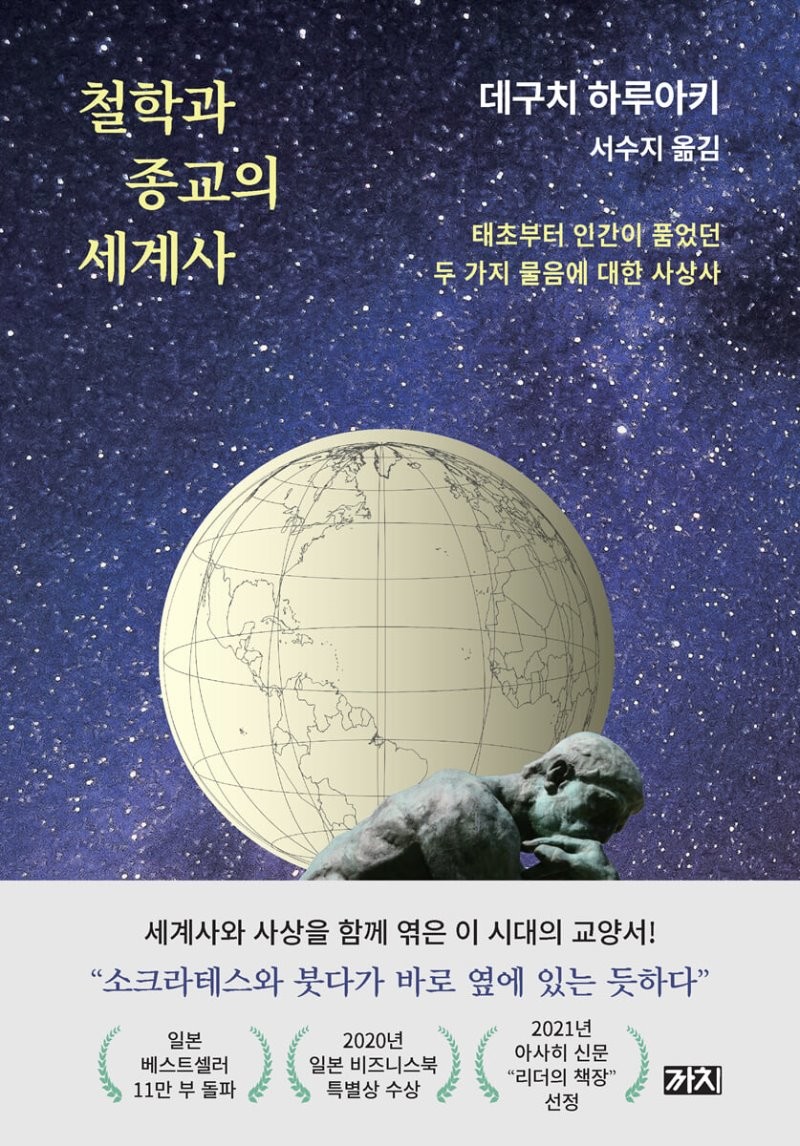 철학과
종교의
세계사
데구치 하루아키
서수지 옮김
태초부터 인간이 품었던
두 가지 물음에 대한 사상사
세계사와 사상을 함께 엮은 이 시대의 교양서!
“소크라테스와 붓다가 바로 옆에 있는 듯하다”
일본
베스트셀러
11만 부 돌파
2020년
일본 비즈니스북
특별상 수상
2021년
아사히 신문
“리더의 책장”
선정
까치